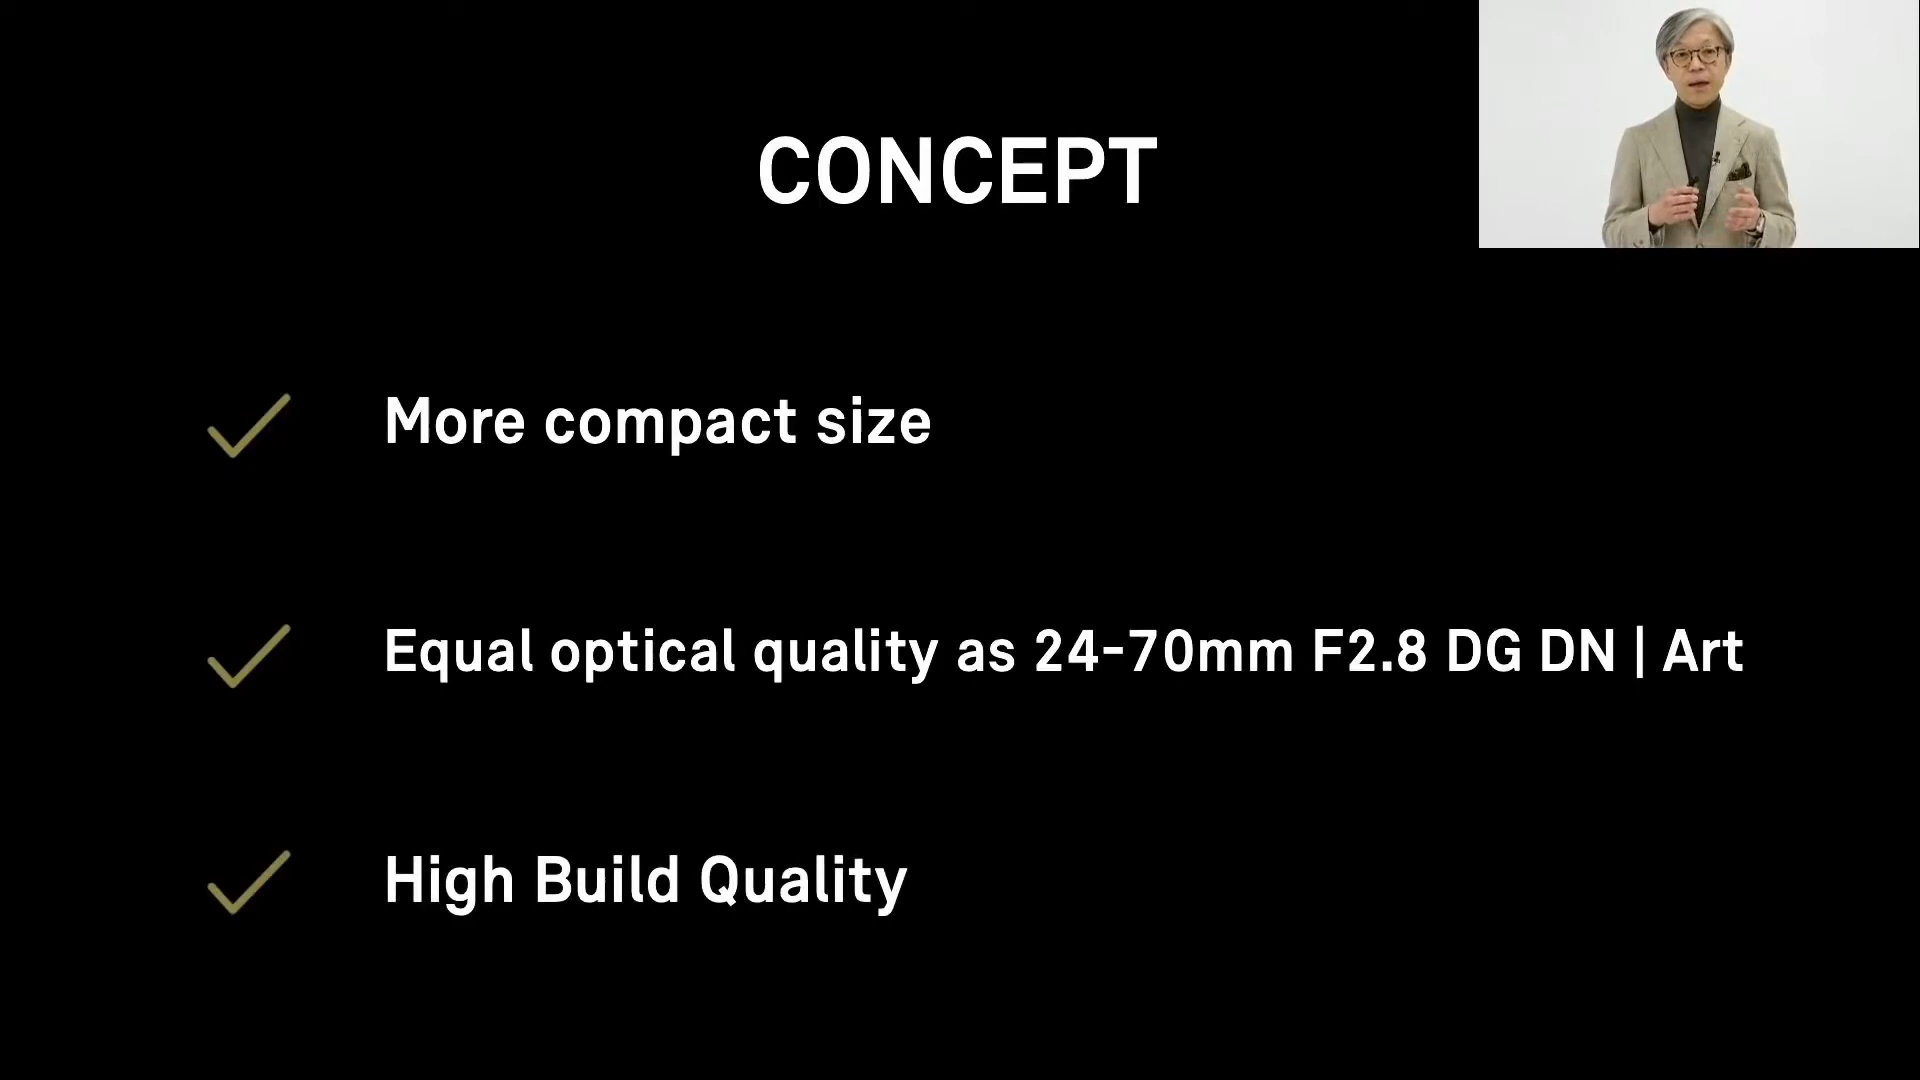 CONCEPT
More compact size
Equal optical quality as 24-70mm F2.8 DG DN | Art
High Build Quality